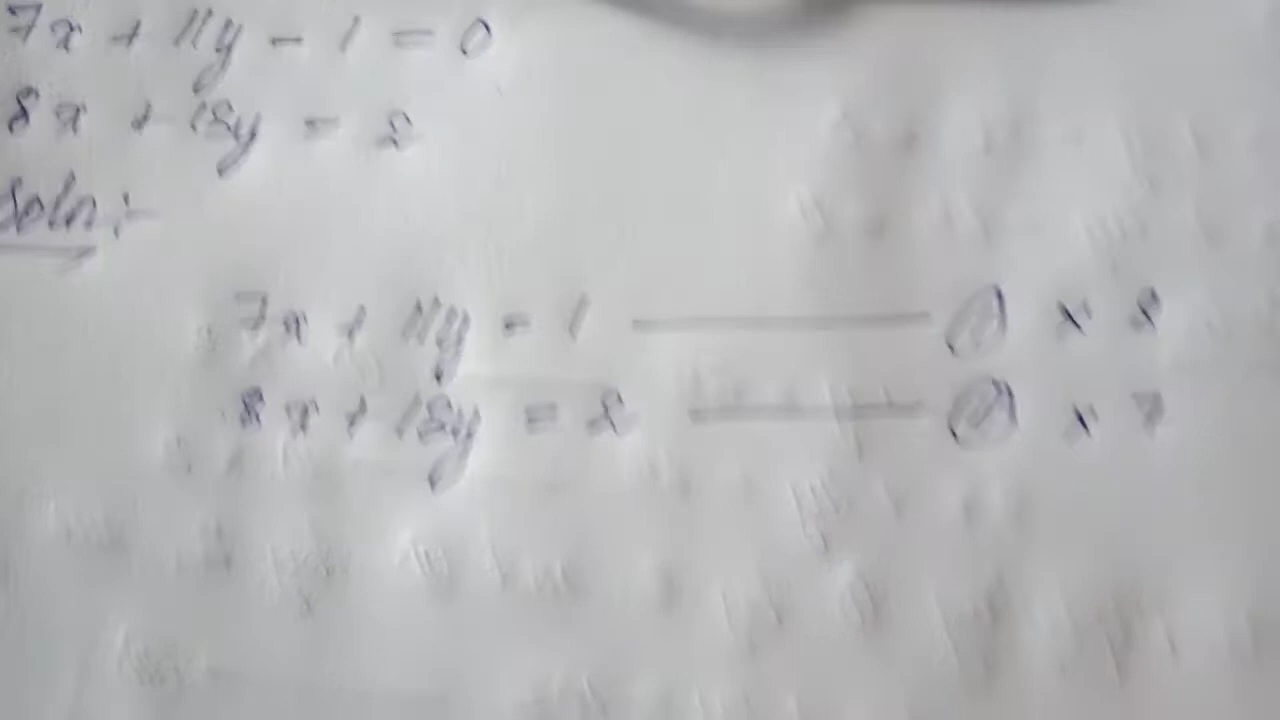 7x + 11y - 1 = 0
8x + 15y = 2
Soln:-
7x + 11y = 1 ——— ① x 8
8x + 15y = 2 ——— ② x 7